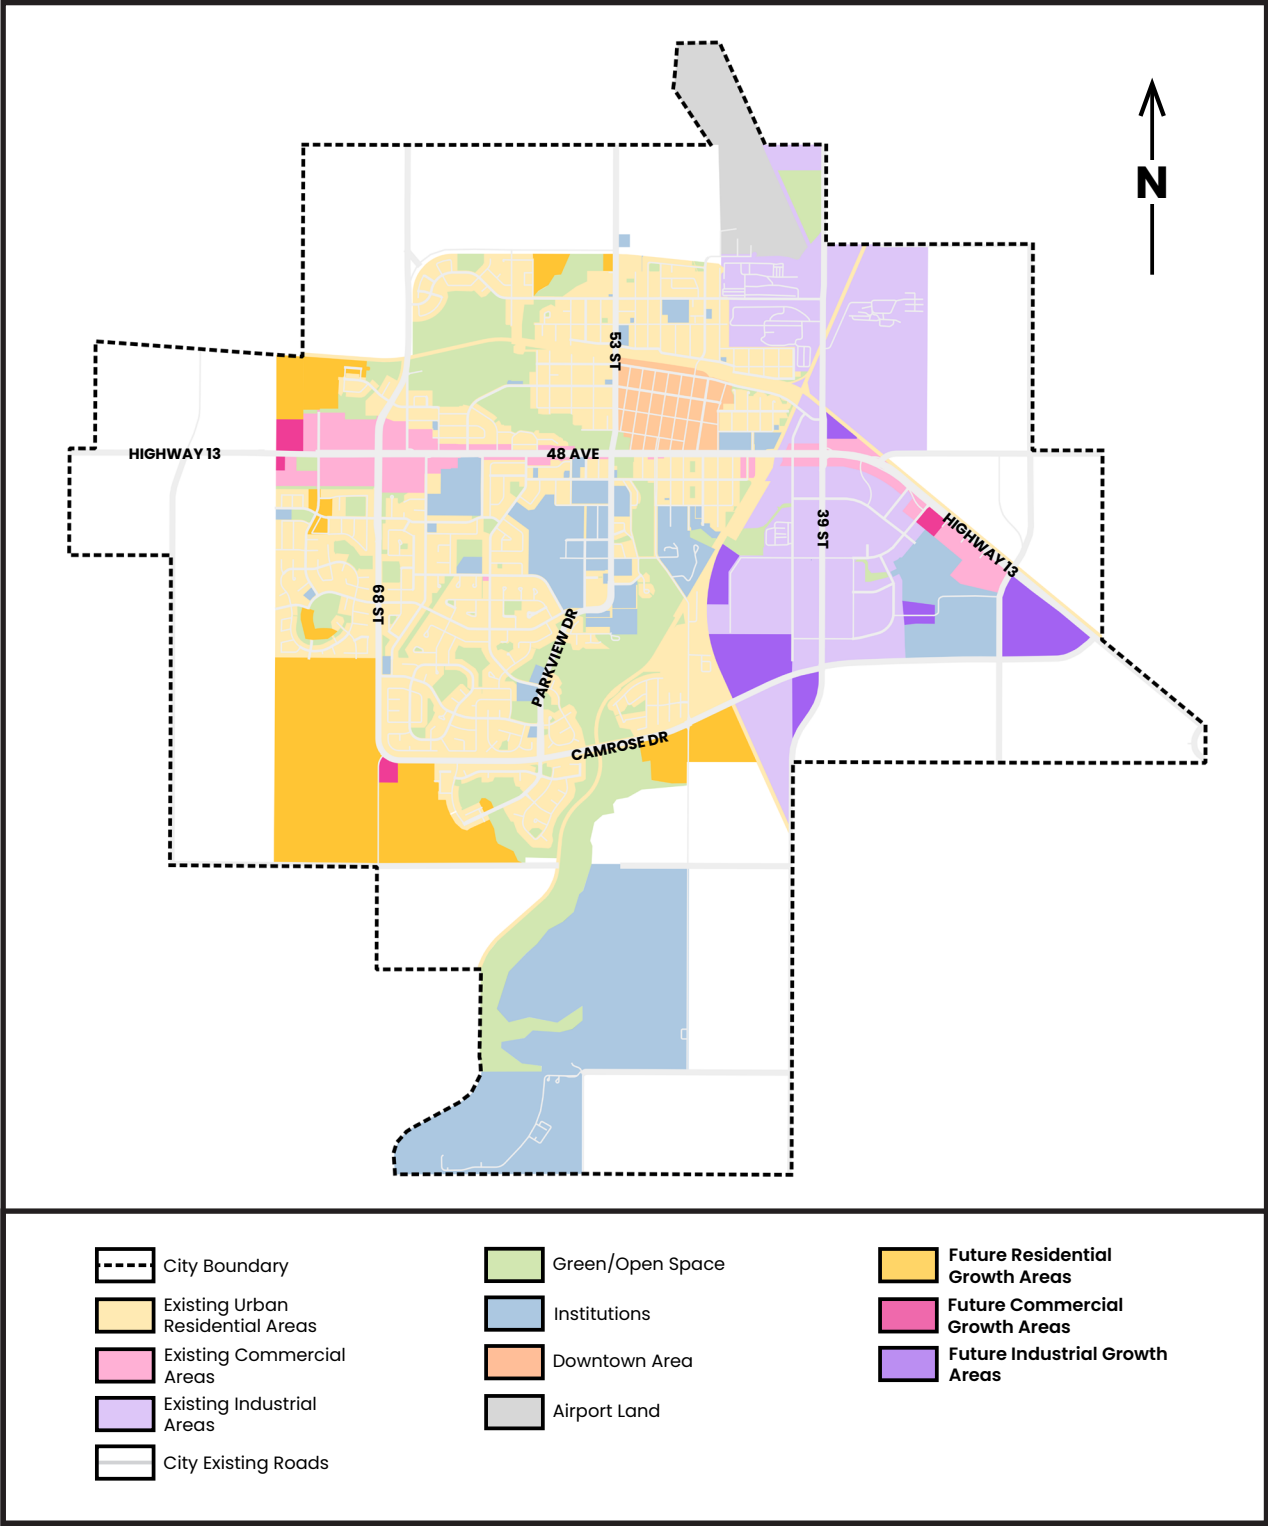 N
53 ST
HIGHWAY 13
48 AVE
39 ST
HIGHWAY 13
68 ST
PARKVIEW DR
CAMROSE DR
City Boundary
Existing Urban
Residential Areas
Existing Commercial
Areas
Existing Industrial
Areas
City Existing Roads
Green/Open Space
Institutions
Downtown Area
Airport Land
Future Residential
Growth Areas
Future Commercial
Growth Areas
Future Industrial Growth
Areas